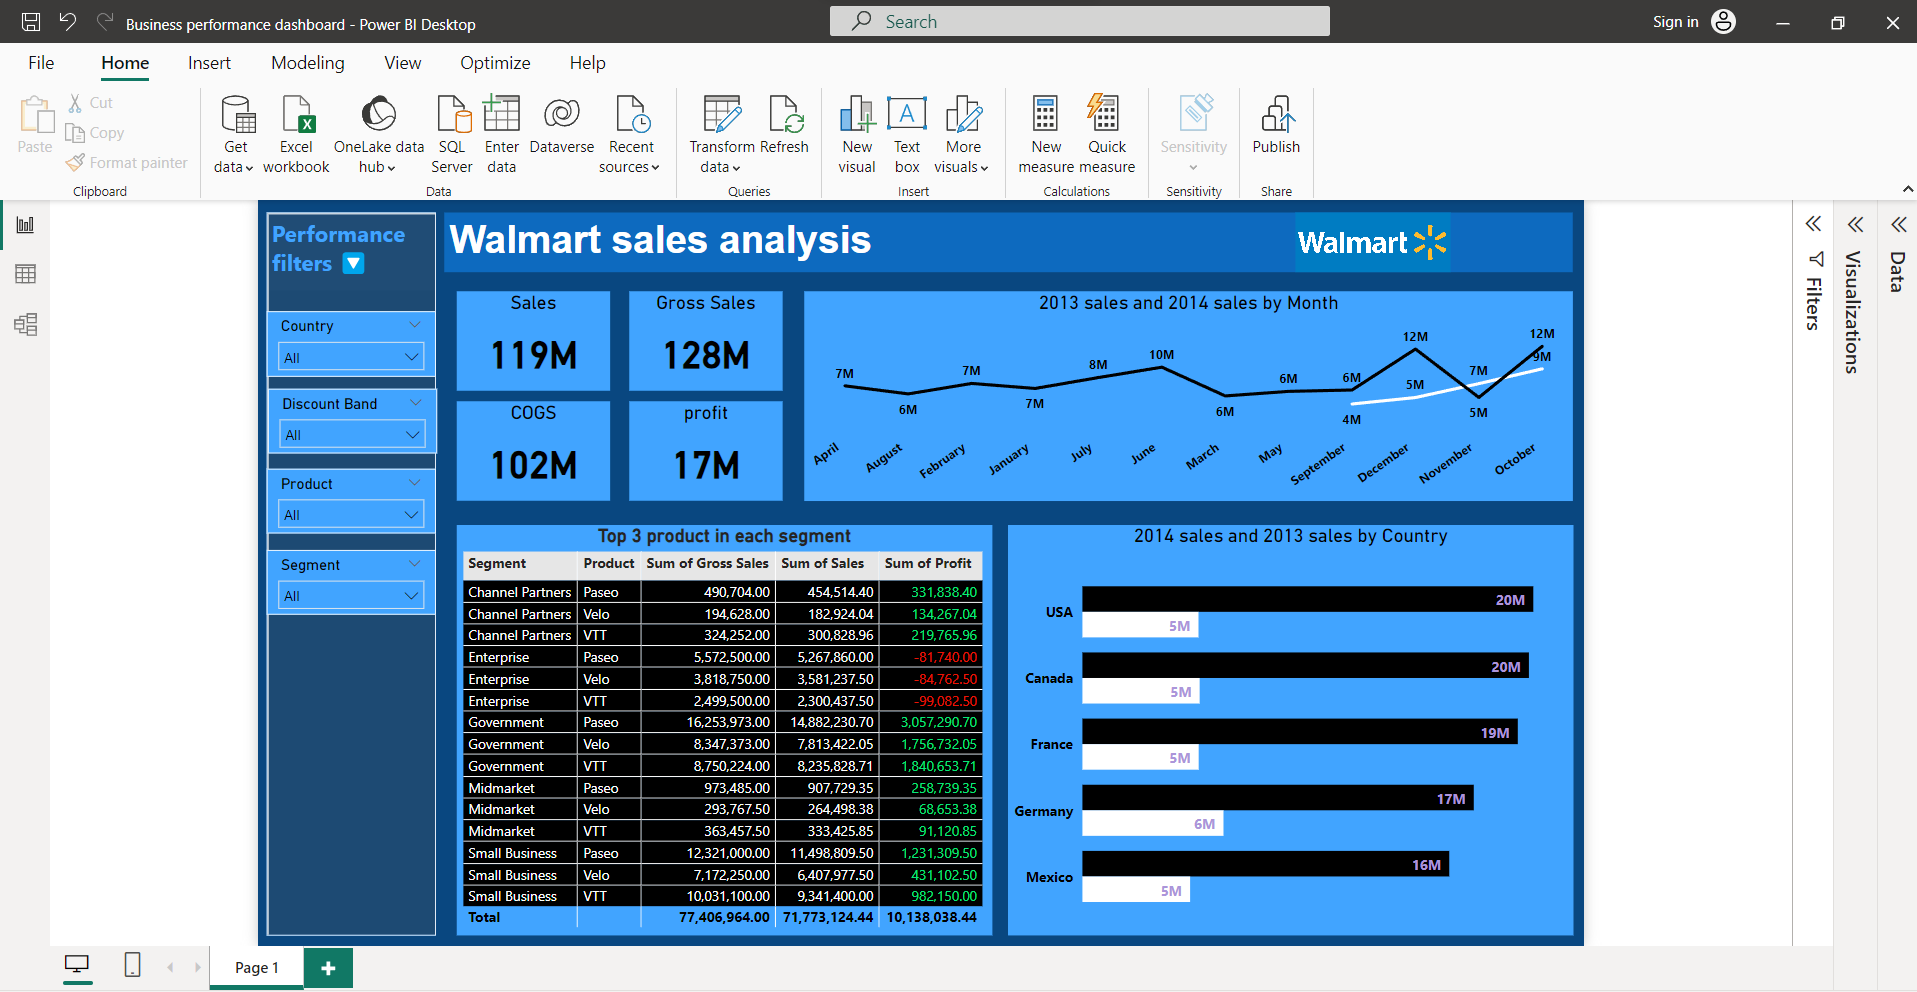 Business performance dashboard - Power BI Desktop
Search
Sign in
File Home Insert Modeling View Optimize Help
Paste
Cut
Copy
Format painter
Clipboard
Get data
Excel workbook
OneLake data hub
SQL Server
Enter data
Dataverse
Recent sources
Data
Transform data
Refresh
Queries
New visual
Text box
More visuals
Insert
New measure
Quick measure
Calculations
Sensitivity
Sensitivity
Publish
Share
Performance
filters
Country
All
Discount Band
All
Product
All
Segment
All
Walmart sales analysis
Walmart
Sales
119M
Gross Sales
128M
COGS
102M
profit
17M
2013 sales and 2014 sales by Month
7M 6M 7M 7M 8M 10M 6M 6M 6M 4M 12M 5M 7M 5M 12M 9M
April August February January July June March May September December November October
Top 3 product in each segment
Segment Product Sum of Gross Sales Sum of Sales Sum of Profit
Channel Partners Paseo 490,704.00 454,514.40 331,838.40
Channel Partners Velo 194,628.00 182,924.04 134,267.04
Channel Partners VTT 324,252.00 300,828.96 219,765.96
Enterprise Paseo 5,572,500.00 5,267,860.00 -81,740.00
Enterprise Velo 3,818,750.00 3,581,237.50 -84,762.50
Enterprise VTT 2,499,500.00 2,300,437.50 -99,082.50
Government Paseo 16,253,973.00 14,882,230.70 3,057,290.70
Government Velo 8,347,373.00 7,813,422.05 1,756,732.05
Government VTT 8,750,224.00 8,235,828.71 1,840,653.71
Midmarket Paseo 973,485.00 907,729.35 258,739.35
Midmarket Velo 293,767.50 264,498.38 68,653.38
Midmarket VTT 363,457.50 333,425.85 91,120.85
Small Business Paseo 12,321,000.00 11,498,809.50 1,231,309.50
Small Business Velo 7,172,250.00 6,407,977.50 431,102.50
Small Business VTT 10,031,100.00 9,341,400.00 982,150.00
Total 77,406,964.00 71,773,124.44 10,138,038.44
2014 sales and 2013 sales by Country
USA 20M
5M
Canada 20M
5M
France 19M
5M
Germany 17M
6M
Mexico 16M
5M
Filters
Visualizations
Data
Page 1